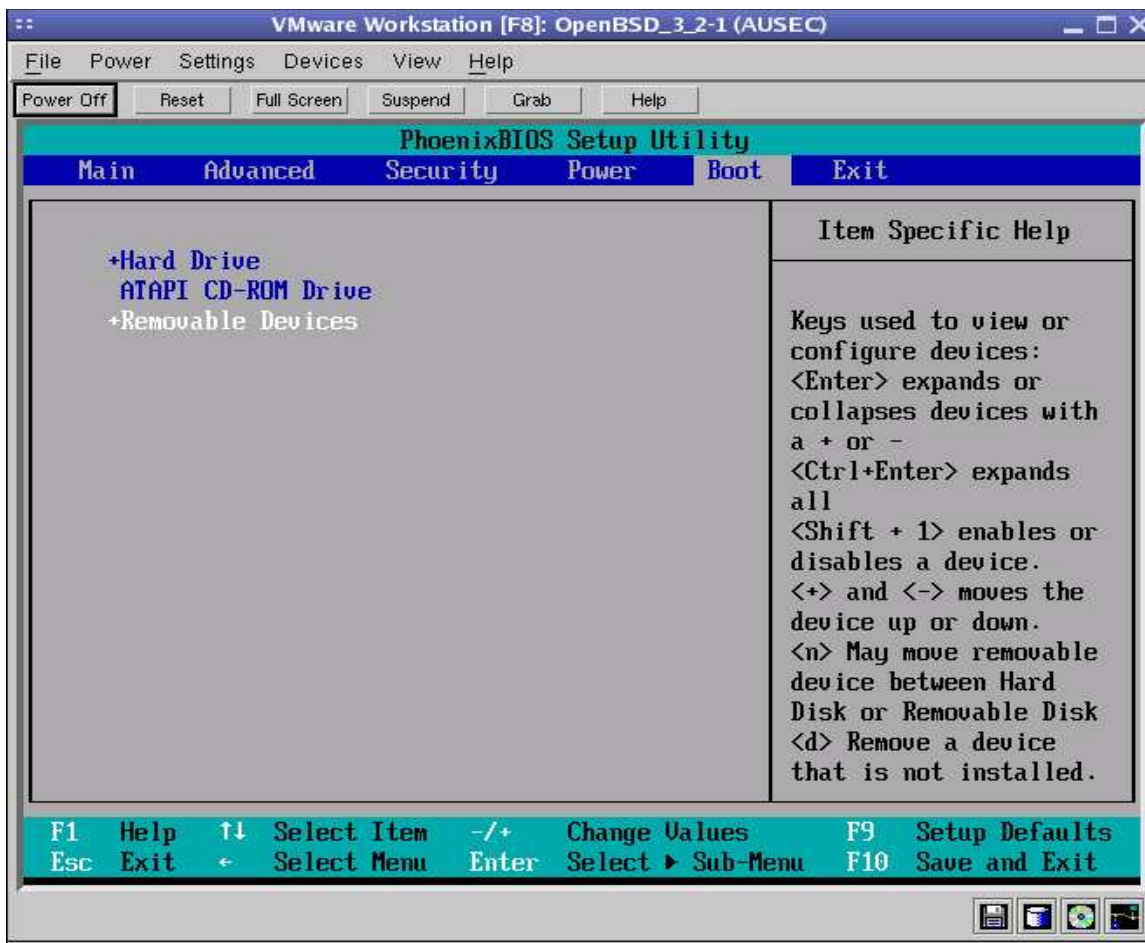 VMware Workstation [F8]: OpenBSD_3_2-1 (AUSEC)
File Power Settings Devices View Help
Power Off Reset Full Screen Suspend Grab Help
PhoenixBIOS Setup Utility
Main Advanced Security Power Boot Exit
+Hard Drive
ATAPI CD-ROM Drive
+Removable Devices
Item Specific Help
Keys used to view or
configure devices:
<Enter> expands or
collapses devices with
a + or -
<Ctrl+Enter> expands
all
<Shift + 1> enables or
disables a device.
<+> and <-> moves the
device up or down.
<n> May move removable
device between Hard
Disk or Removable Disk
<d> Remove a device
that is not installed.
F1 Help ↑↓ Select Item -/+ Change Values F9 Setup Defaults
Esc Exit ← Select Menu Enter Select ▶ Sub-Menu F10 Save and Exit